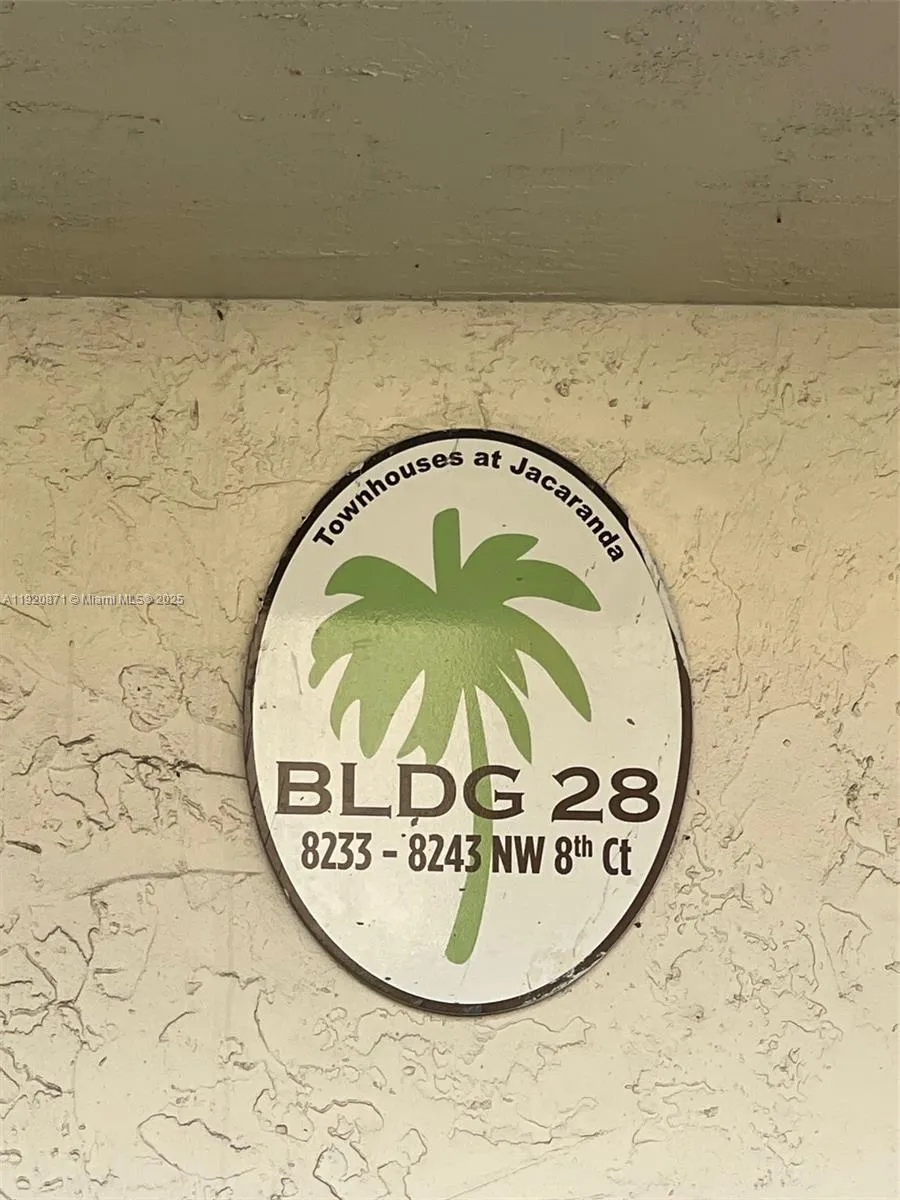 Townhouses at Jacaranda
A11920871 © Miami MLS© 2025
BLDG 28
8233 - 8243 NW 8th Ct